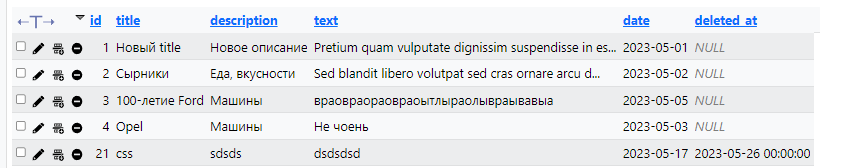 id title description text date deleted_at
1 Новый title Новое описание Pretium quam vulputate dignissim suspendisse in es... 2023-05-01 NULL
2 Сырники Еда, вкусности Sed blandit libero volutpat sed cras ornare arcu d... 2023-05-02 NULL
3 100-летие Ford Машины враовраораовраоытлыраолывраывавыа 2023-05-05 NULL
4 Opel Машины Не чоень 2023-05-03 NULL
21 css sdsds dsdsdsd 2023-05-17 2023-05-26 00:00:00